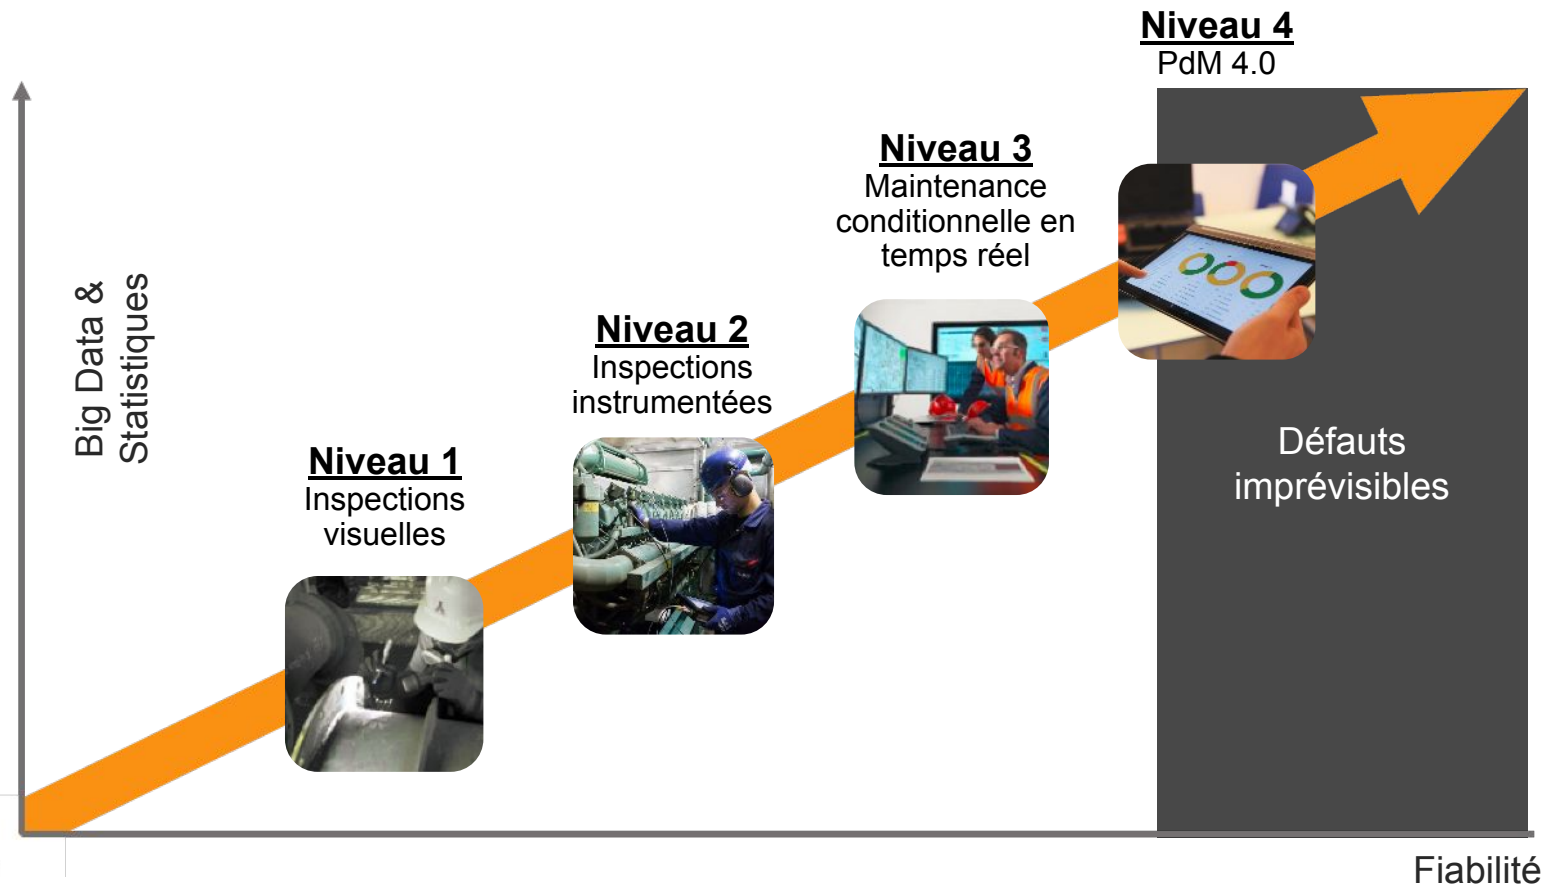 Niveau 4
PdM 4.0
Niveau 3
Maintenance
conditionnelle en
temps réel
Niveau 2
Inspections
instrumentées
Niveau 1
Inspections
visuelles
Big Data &
Statistiques
Défauts
imprévisibles
Fiabilité